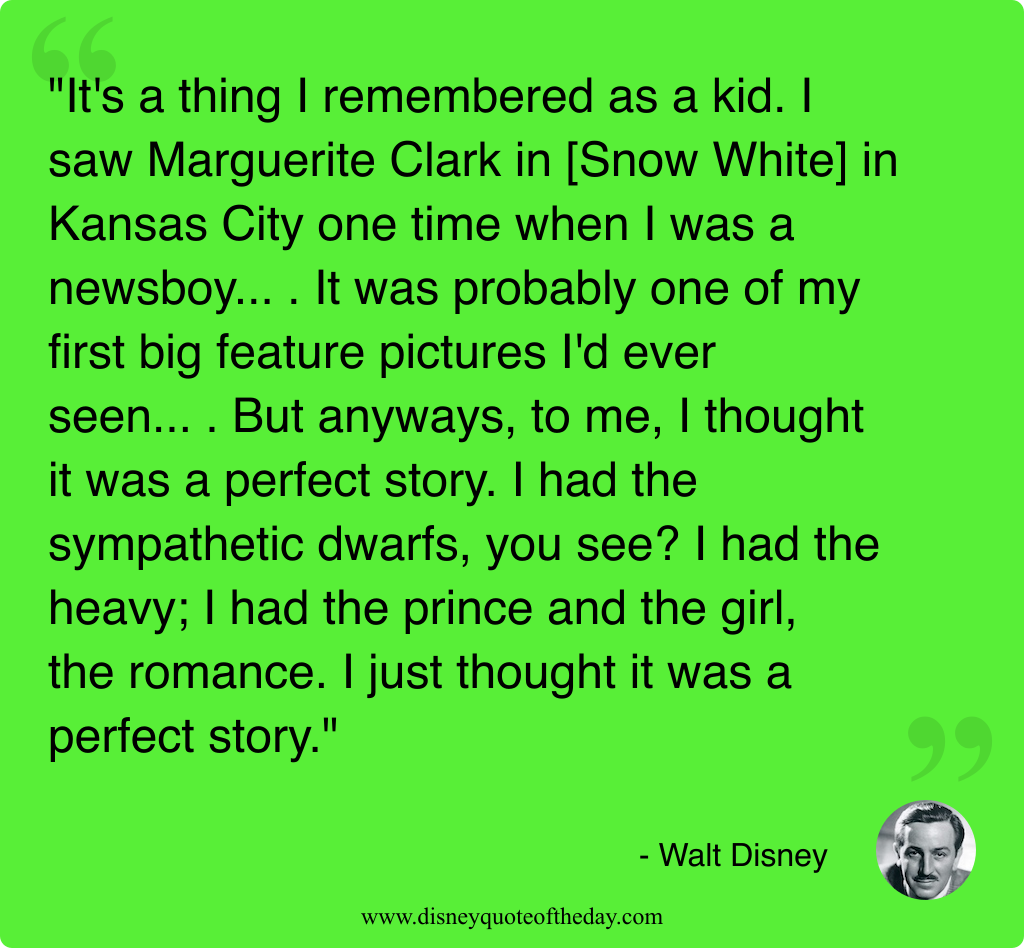 "It's a thing I remembered as a kid. I
saw Marguerite Clark in [Snow White] in
Kansas City one time when I was a
newsboy... . It was probably one of my
first big feature pictures I'd ever
seen... . But anyways, to me, I thought
it was a perfect story. I had the
sympathetic dwarfs, you see? I had the
heavy; I had the prince and the girl,
the romance. I just thought it was a
perfect story."
- Walt Disney
www.disneyquoteoftheday.com